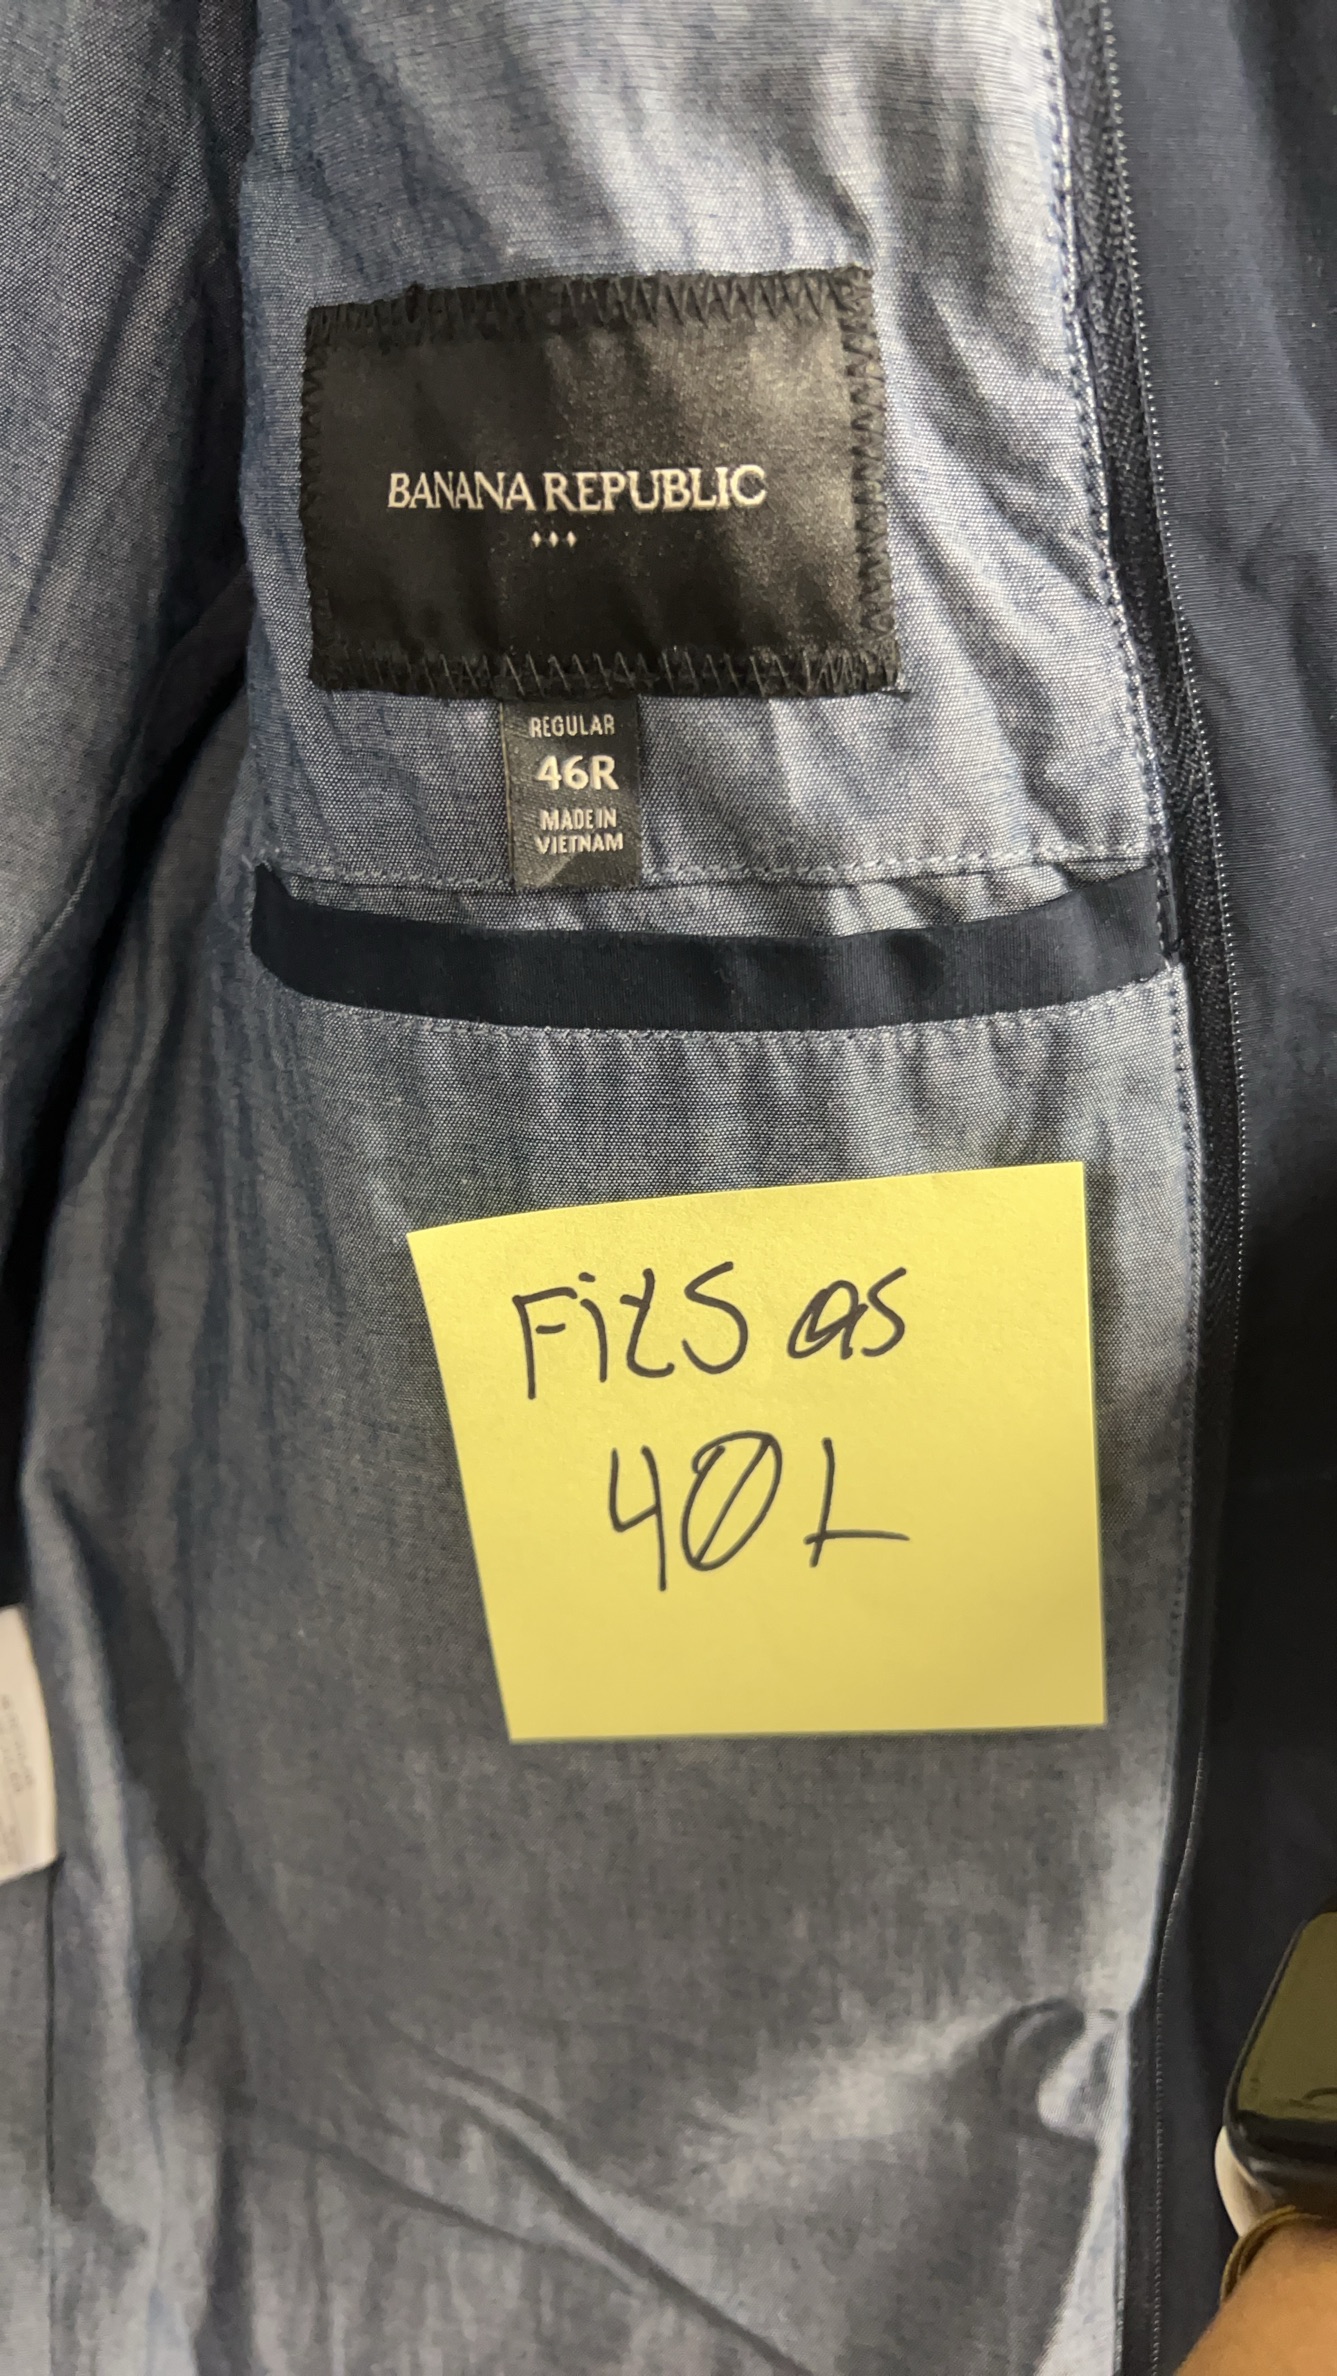 BANANA REPUBLIC
REGULAR
46R
MADE IN
VIETNAM
Fits as
40L